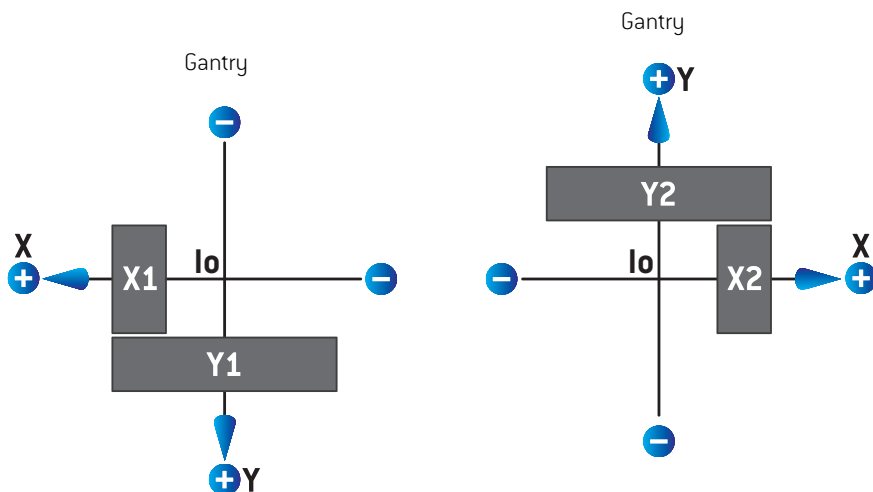 Gantry
−
X
+
X1
Io
−
Y1
+ Y
Gantry
+ Y
Y2
−
Io
X2
X
+
−